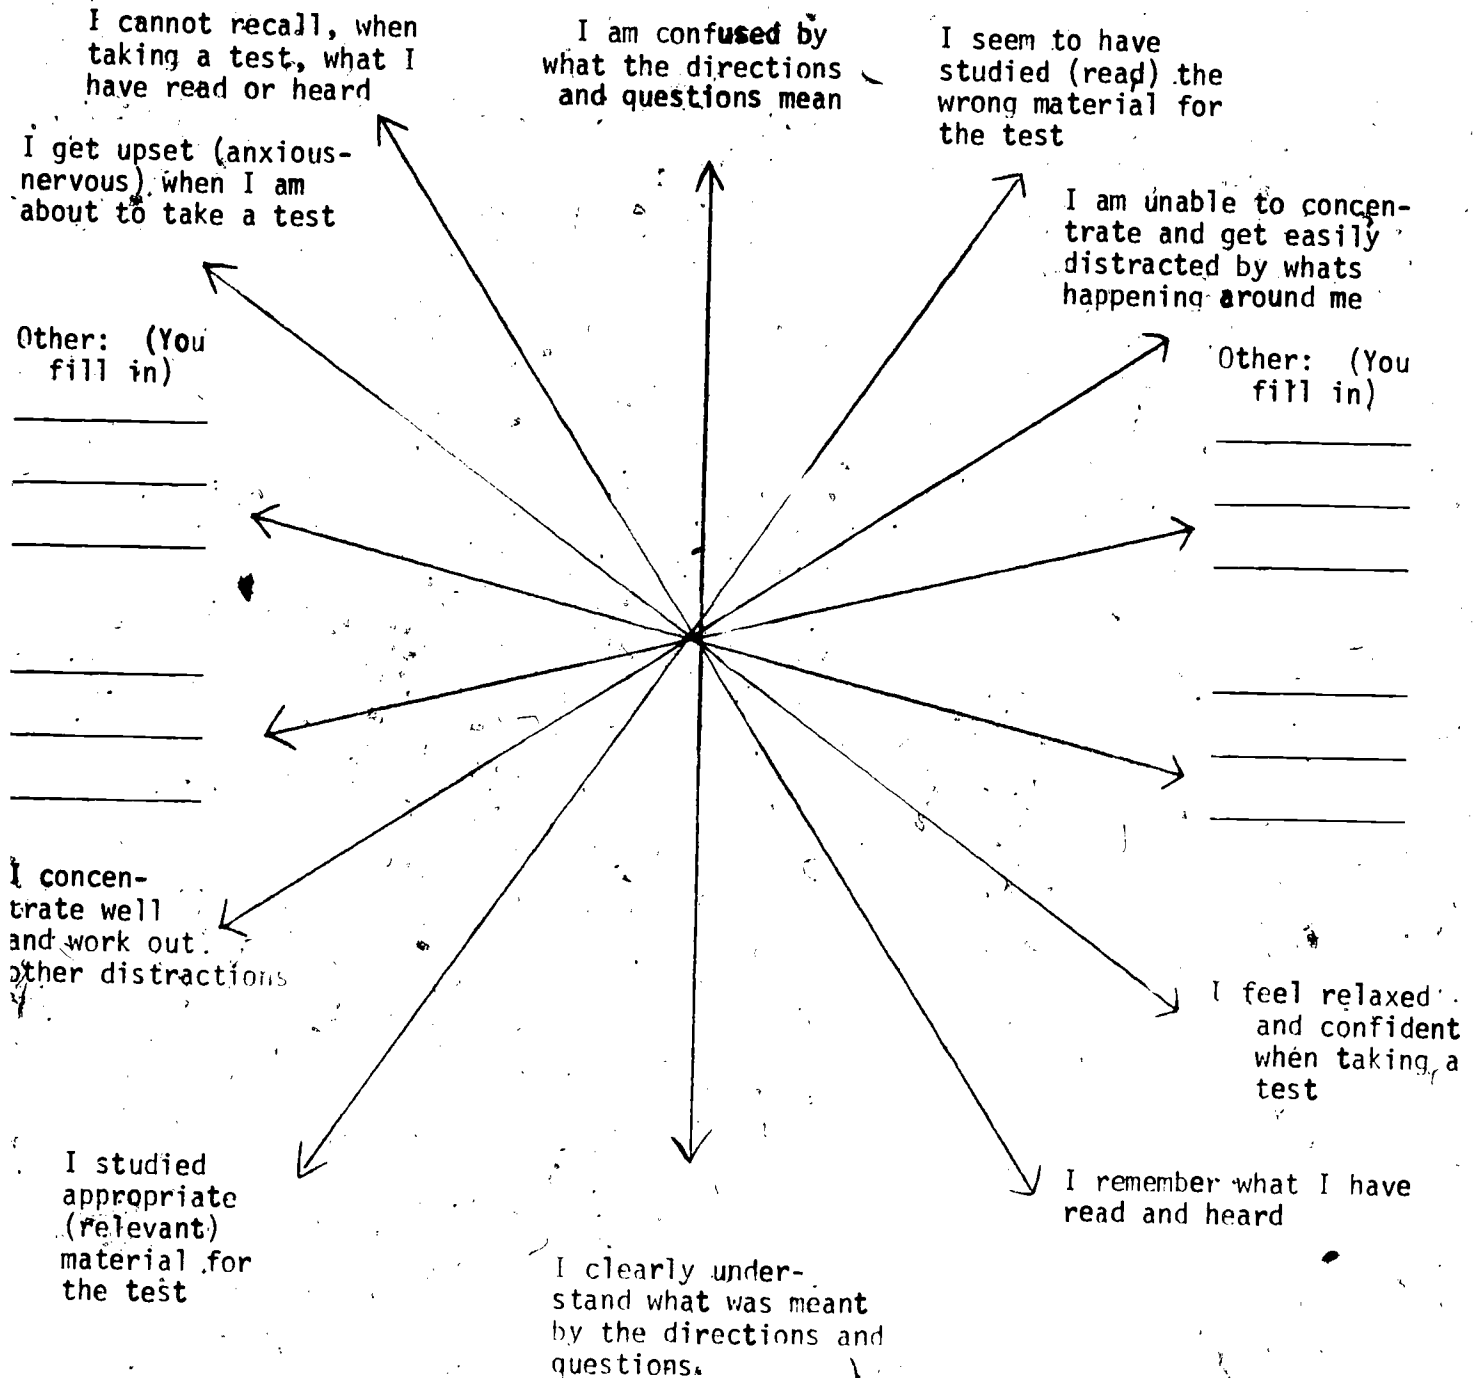 I cannot recall, when
taking a test, what I
have read or heard
I am confused by
what the directions
and questions mean
I seem to have
studied (read) the
wrong material for
the test
I get upset (anxious-
nervous) when I am
about to take a test
I am unable to concen-
trate and get easily
distracted by whats
happening around me
Other: (You
fill in)
Other: (You
fill in)
I concen-
trate well
and work out
other distractions
I feel relaxed
and confident
when taking a
test
I studied
appropriate
(relevant)
material for
the test
I remember what I have
read and heard
I clearly under-
stand what was meant
by the directions and
questions.